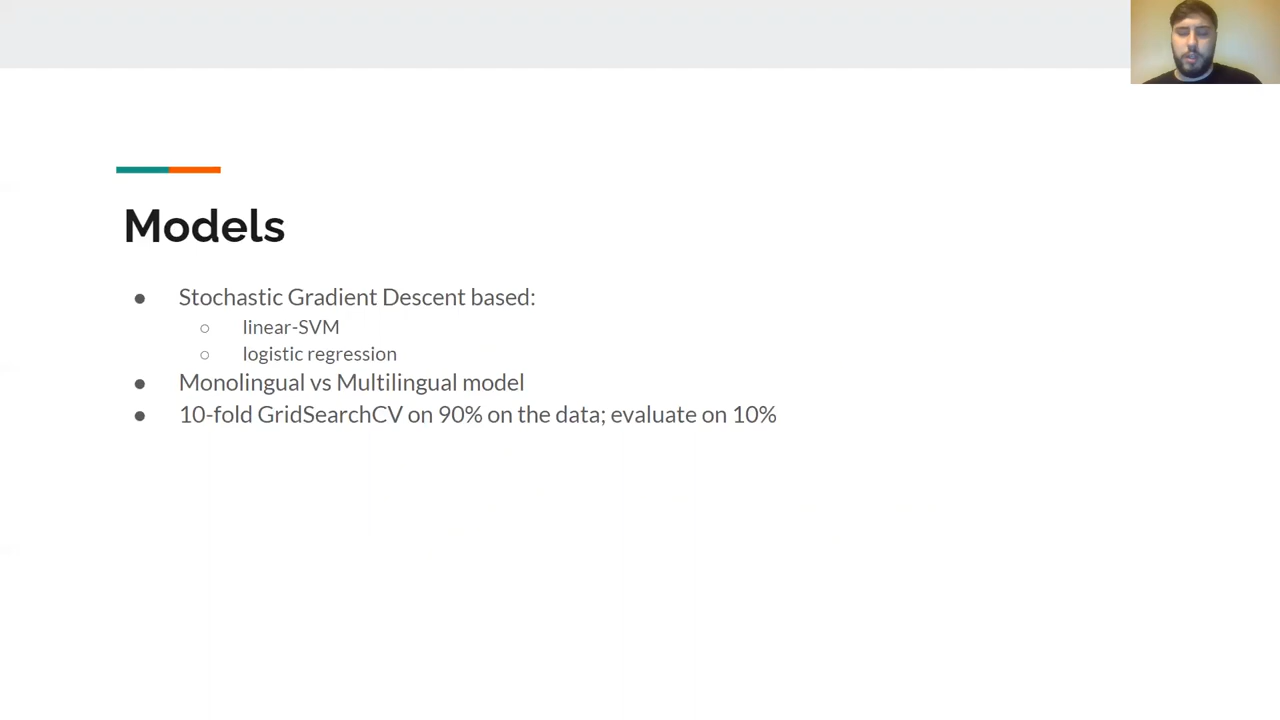 Models
● Stochastic Gradient Descent based:
○ linear-SVM
○ logistic regression
● Monolingual vs Multilingual model
● 10-fold GridSearchCV on 90% on the data; evaluate on 10%